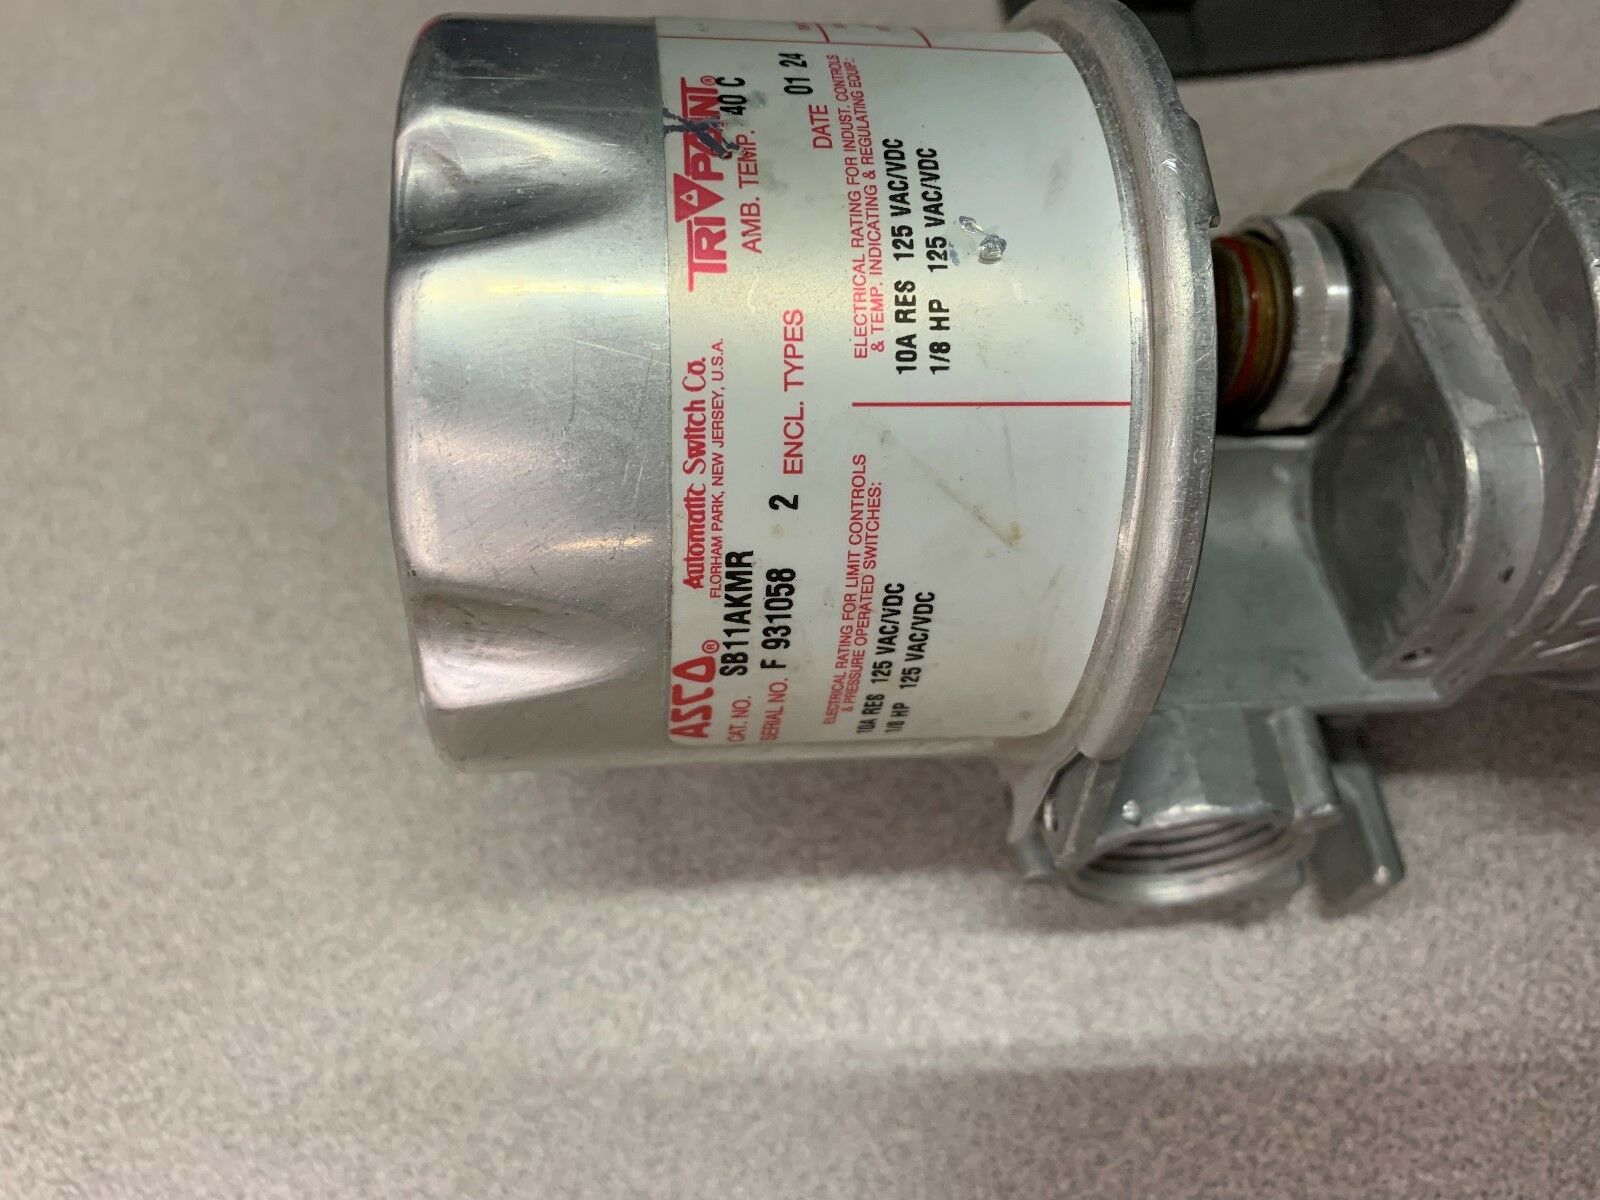 ASCO® Automatic Switch Co. TRI POINT®
FLORHAM PARK, NEW JERSEY, U.S.A.
CAT. NO. SB11AKMR AMB. TEMP. 40 C
SERIAL NO. F 931058 2 ENCL. TYPES DATE 01 24
ELECTRICAL RATING FOR LIMIT CONTROLS
& PRESSURE OPERATED SWITCHES:
10A RES 125 VAC/VDC
1/8 HP 125 VAC/VDC
ELECTRICAL RATING FOR INDUST. CONTROLS
& TEMP. INDICATING & REGULATING EQUIP.:
10A RES 125 VAC/VDC
1/8 HP 125 VAC/VDC